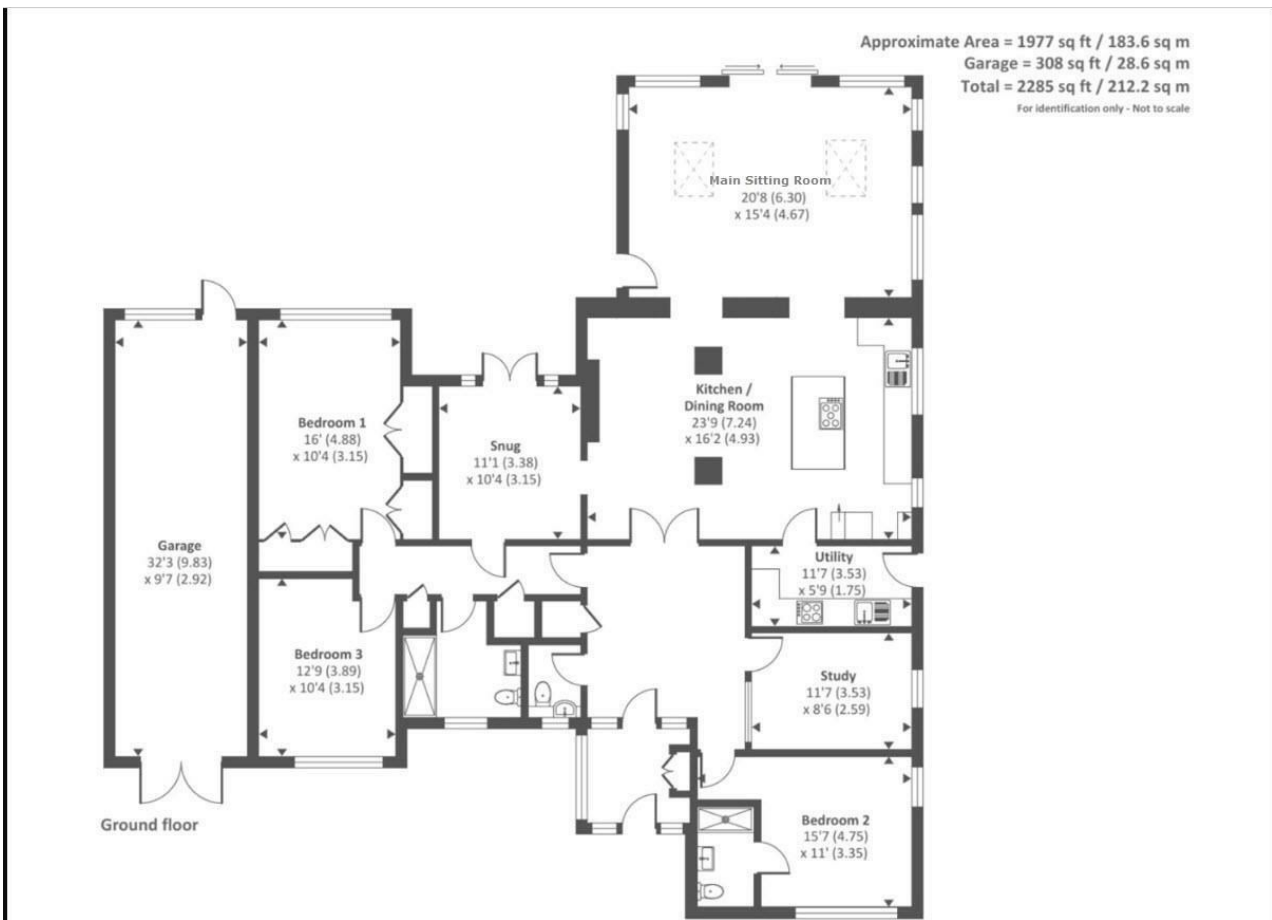 Approximate Area = 1977 sq ft / 183.6 sq m
Garage = 308 sq ft / 28.6 sq m
Total = 2285 sq ft / 212.2 sq m
For identification only - Not to scale
Main Sitting Room
20'8 (6.30)
x 15'4 (4.67)
Kitchen /
Dining Room
23'9 (7.24)
x 16'2 (4.93)
Bedroom 1
16' (4.88)
x 10'4 (3.15)
Snug
11'1 (3.38)
x 10'4 (3.15)
Garage
32'3 (9.83)
x 9'7 (2.92)
Utility
11'7 (3.53)
x 5'9 (1.75)
Bedroom 3
12'9 (3.89)
x 10'4 (3.15)
Study
11'7 (3.53)
x 8'6 (2.59)
Bedroom 2
15'7 (4.75)
x 11' (3.35)
Ground floor